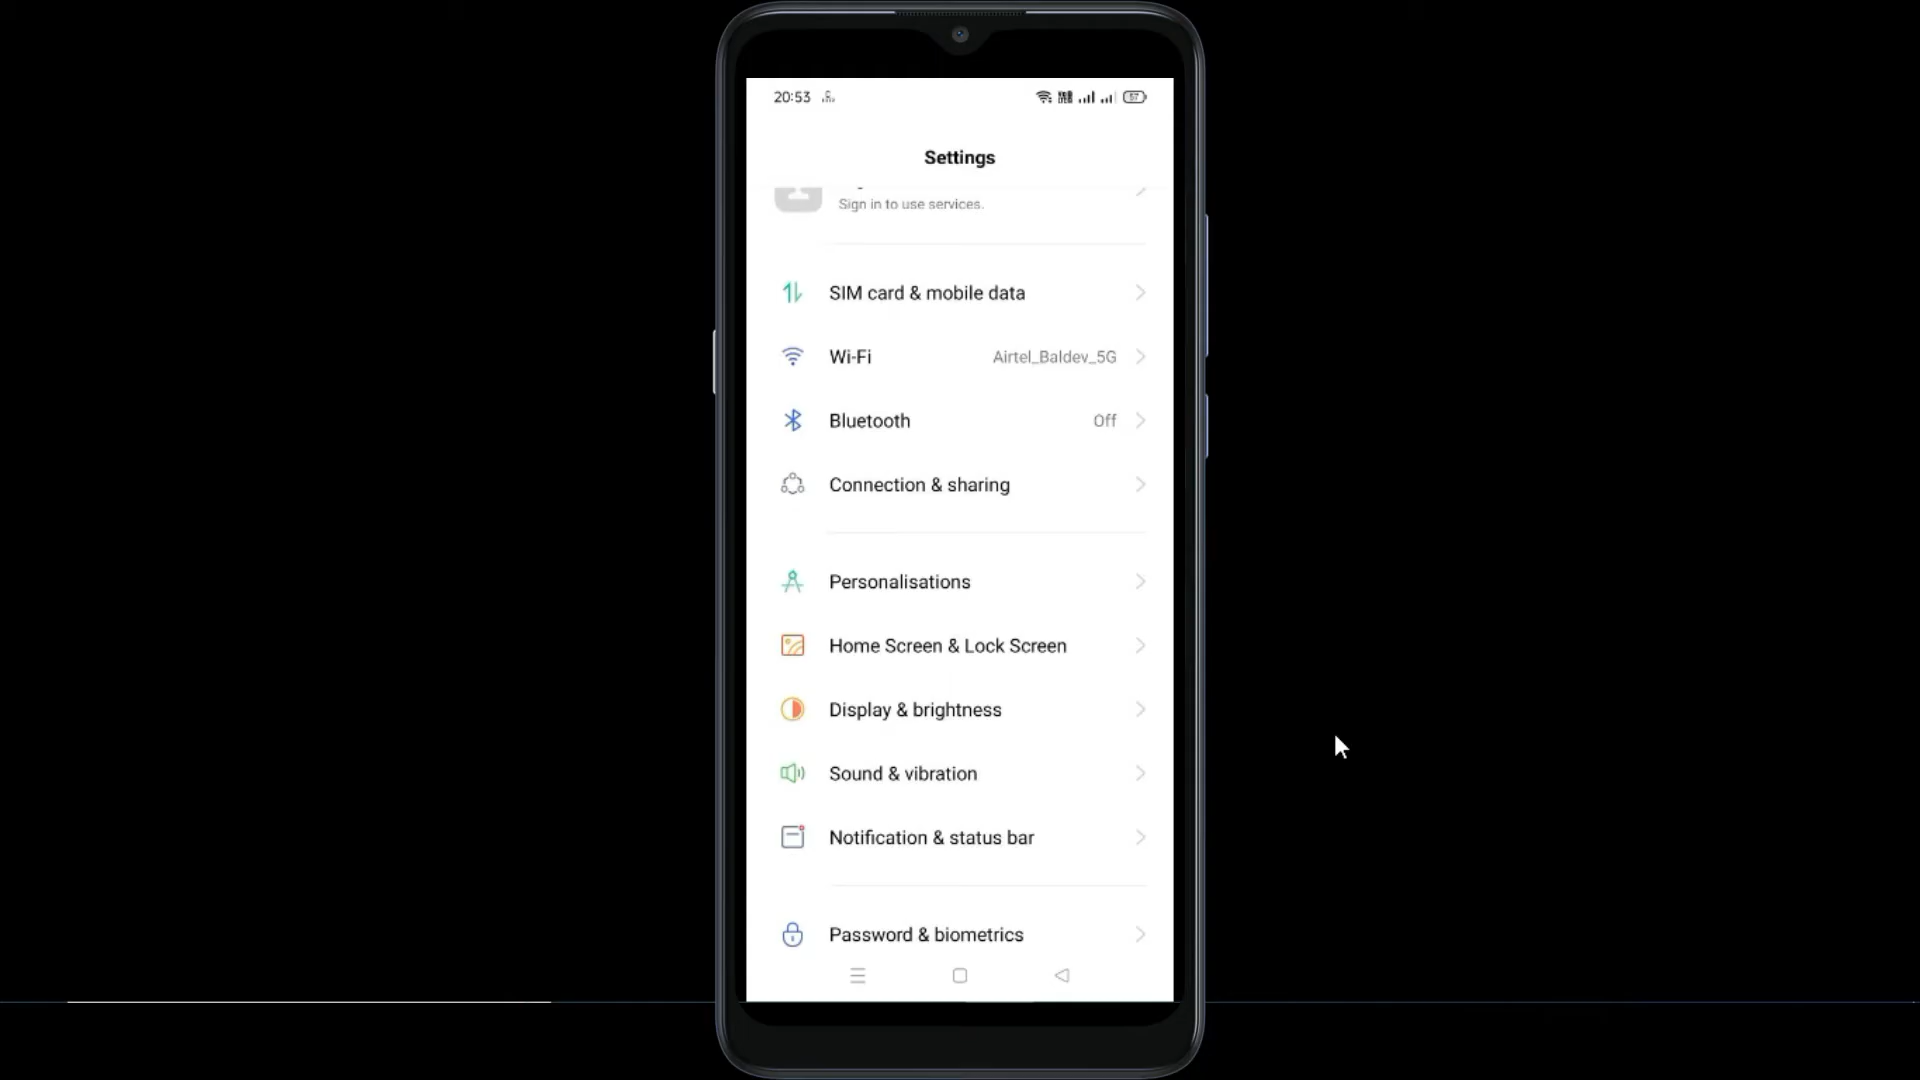 20:53
Settings
Sign in to use services.
SIM card & mobile data
Wi-Fi Airtel_Baldev_5G
Bluetooth Off
Connection & sharing
Personalisations
Home Screen & Lock Screen
Display & brightness
Sound & vibration
Notification & status bar
Password & biometrics